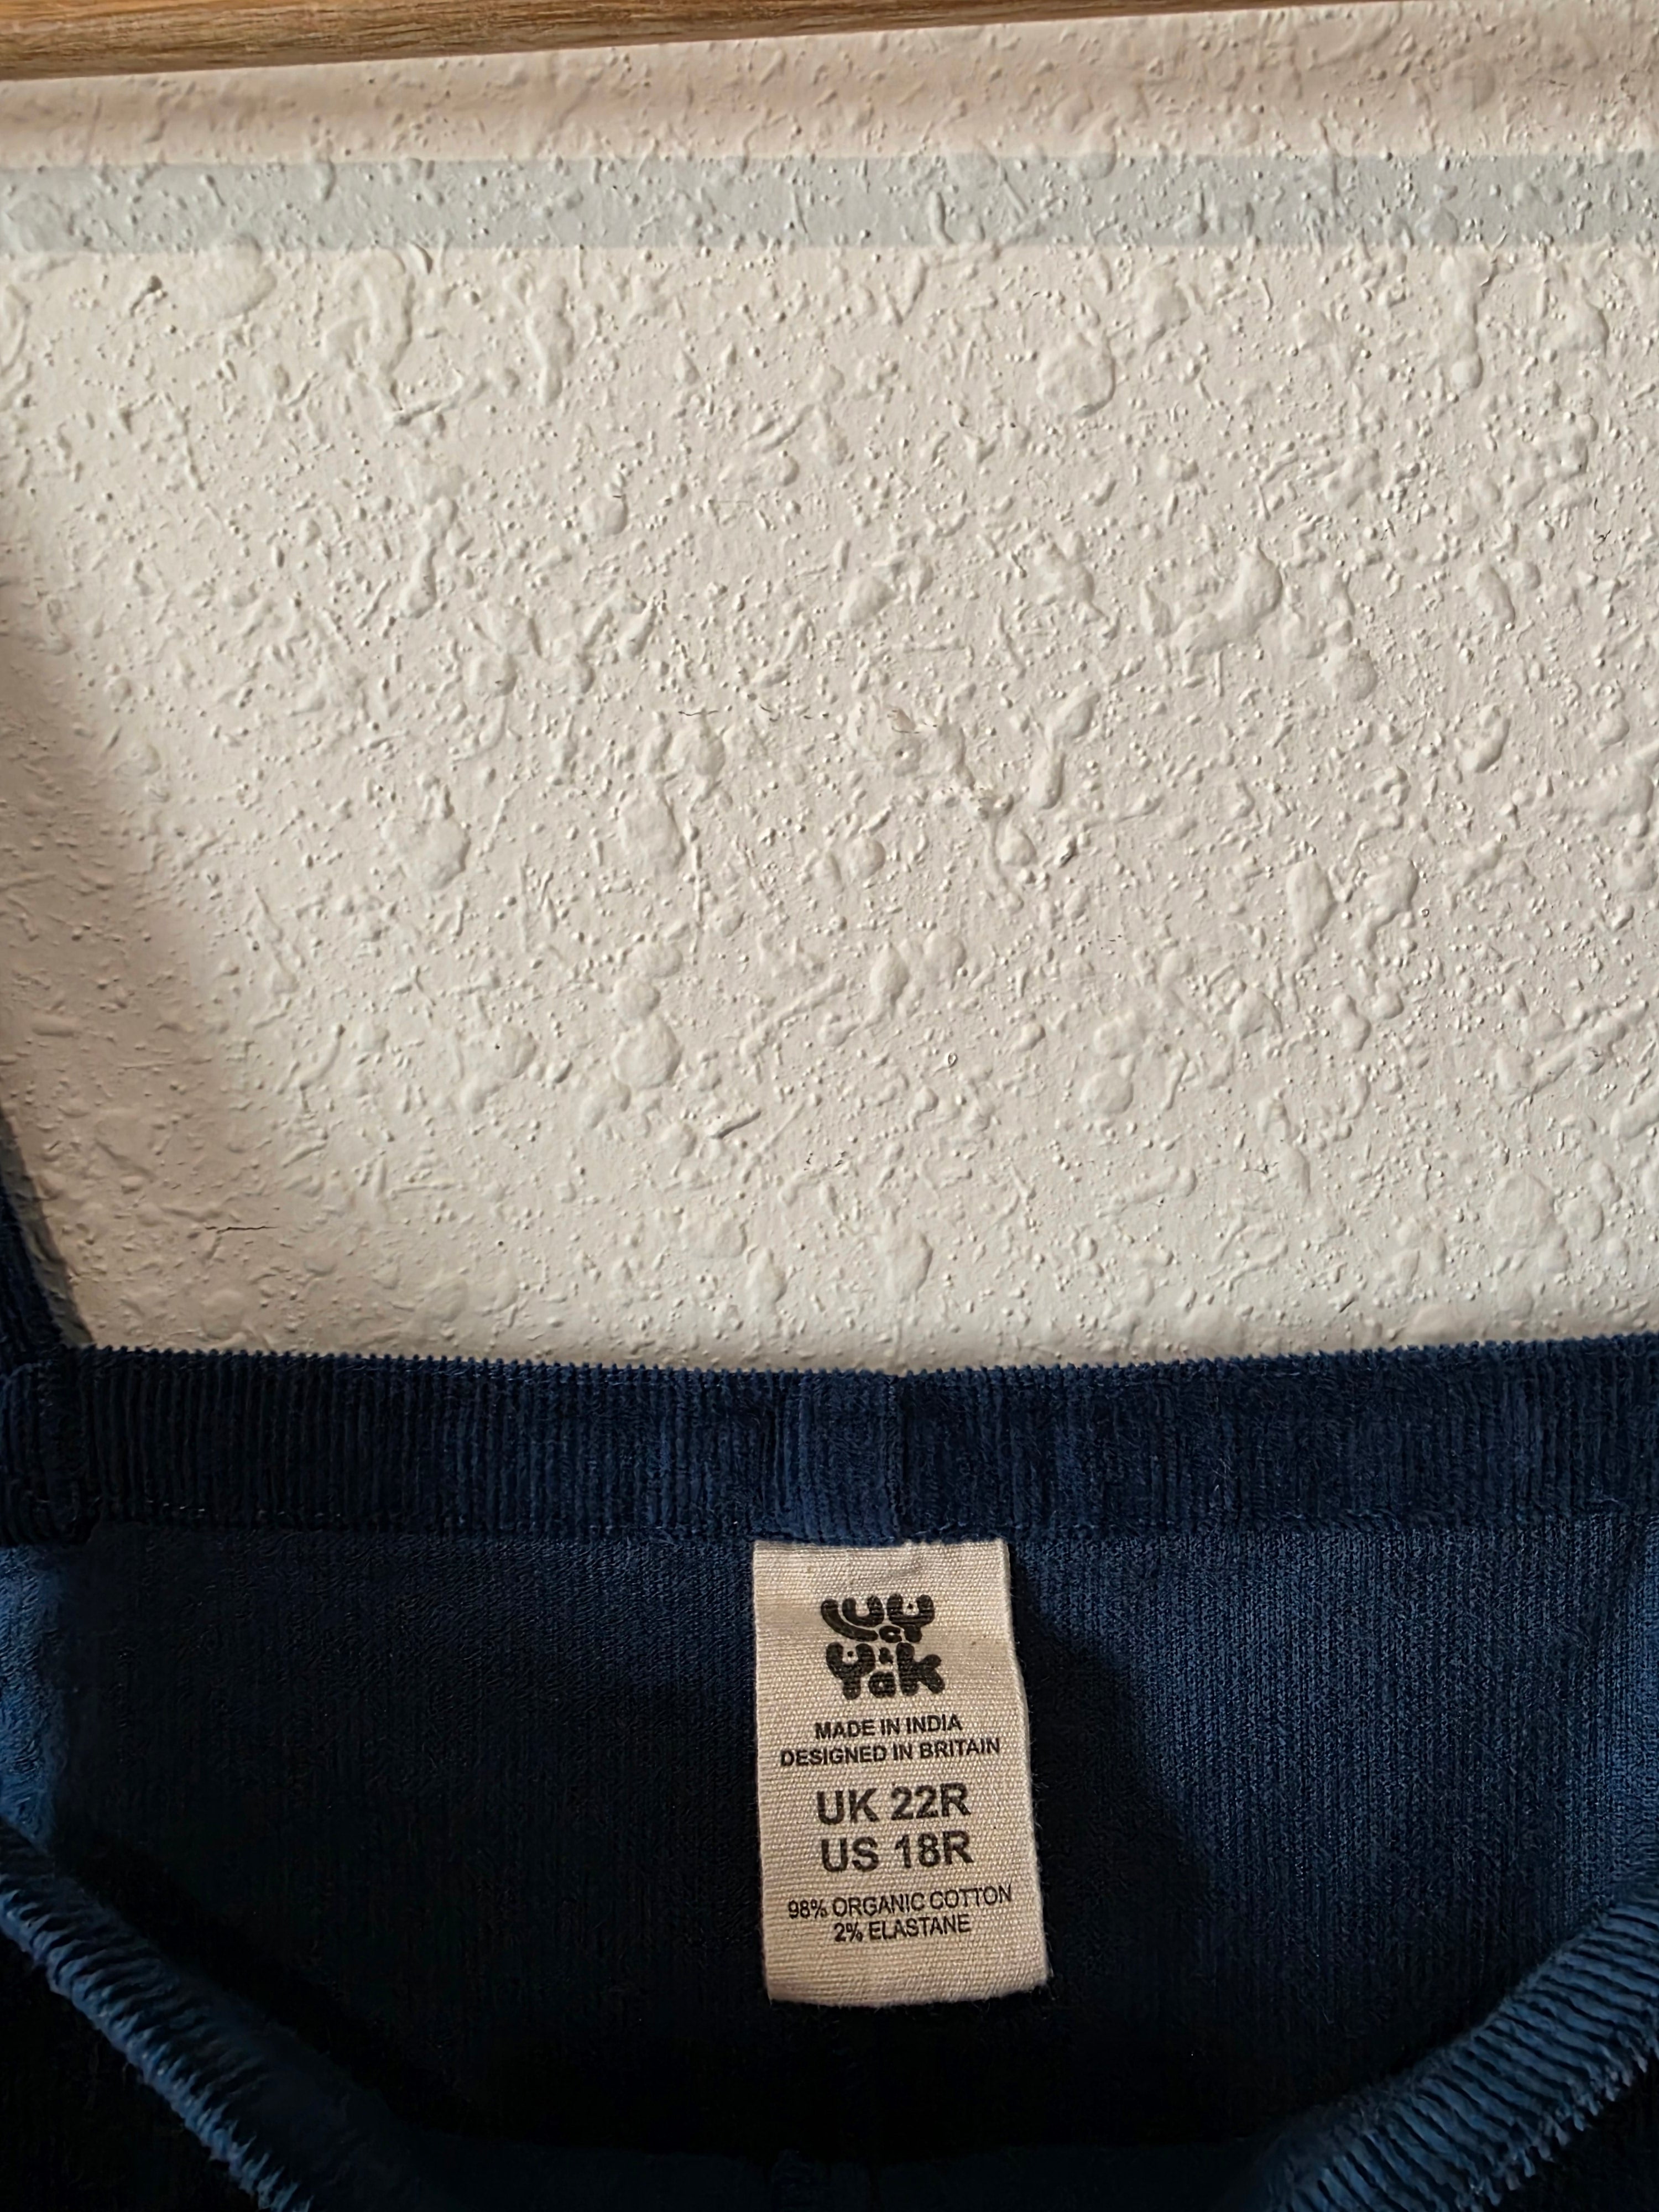 Lucy
&
Yak
MADE IN INDIA
DESIGNED IN BRITAIN
UK 22R
US 18R
98% ORGANIC COTTON
2% ELASTANE